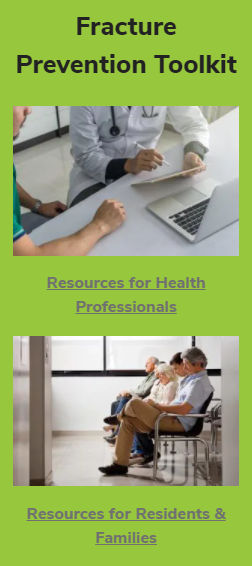 Fracture
Prevention Toolkit
Resources for Health
Professionals
Resources for Residents &
Families